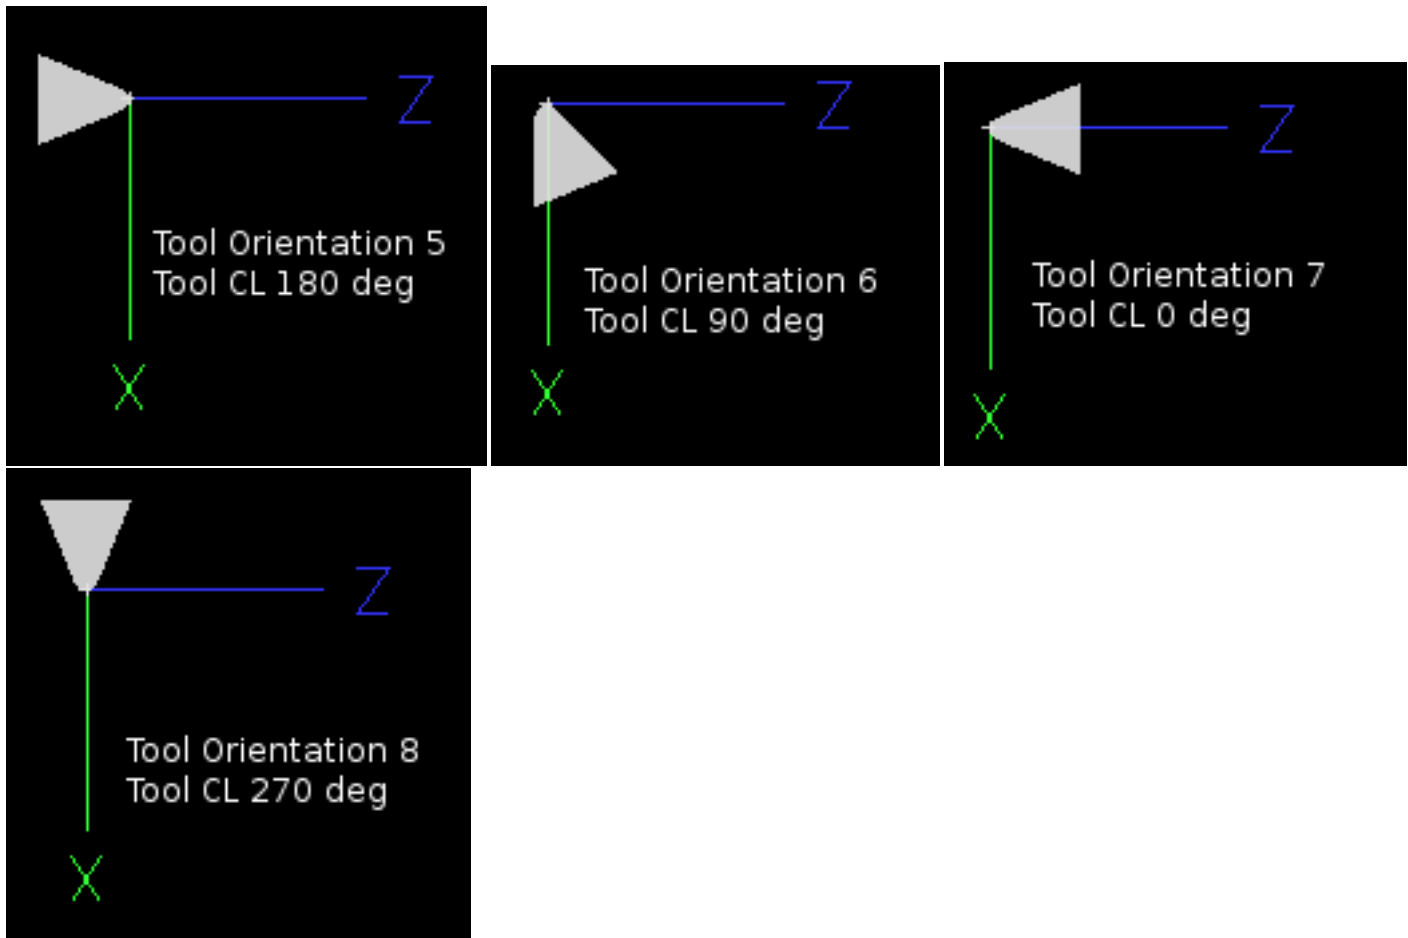 Z
Tool Orientation 5
Tool CL 180 deg
X
Z
Tool Orientation 6
Tool CL 90 deg
X
Z
Tool Orientation 7
Tool CL 0 deg
X
Z
Tool Orientation 8
Tool CL 270 deg
X